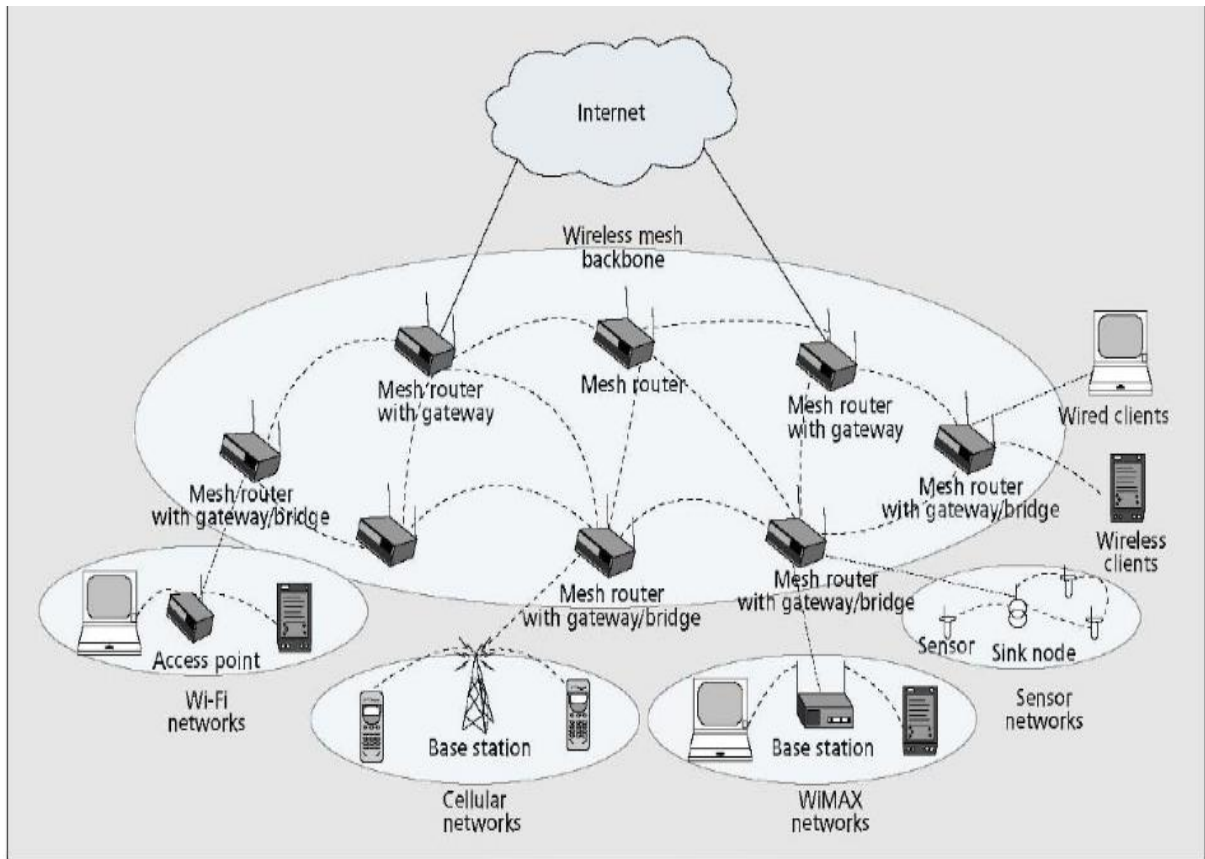 Internet
Wireless mesh
backbone
Mesh router
with gateway
Mesh router
Mesh router
with gateway
Wired clients
Mesh router
with gateway/bridge
Mesh router
with gateway/bridge
Wireless
clients
Mesh router
with gateway/bridge
Mesh router
with gateway/bridge
Access point
Wi-Fi
networks
Sensor
Sink node
Sensor
networks
Base station
Cellular
networks
Base station
WiMAX
networks